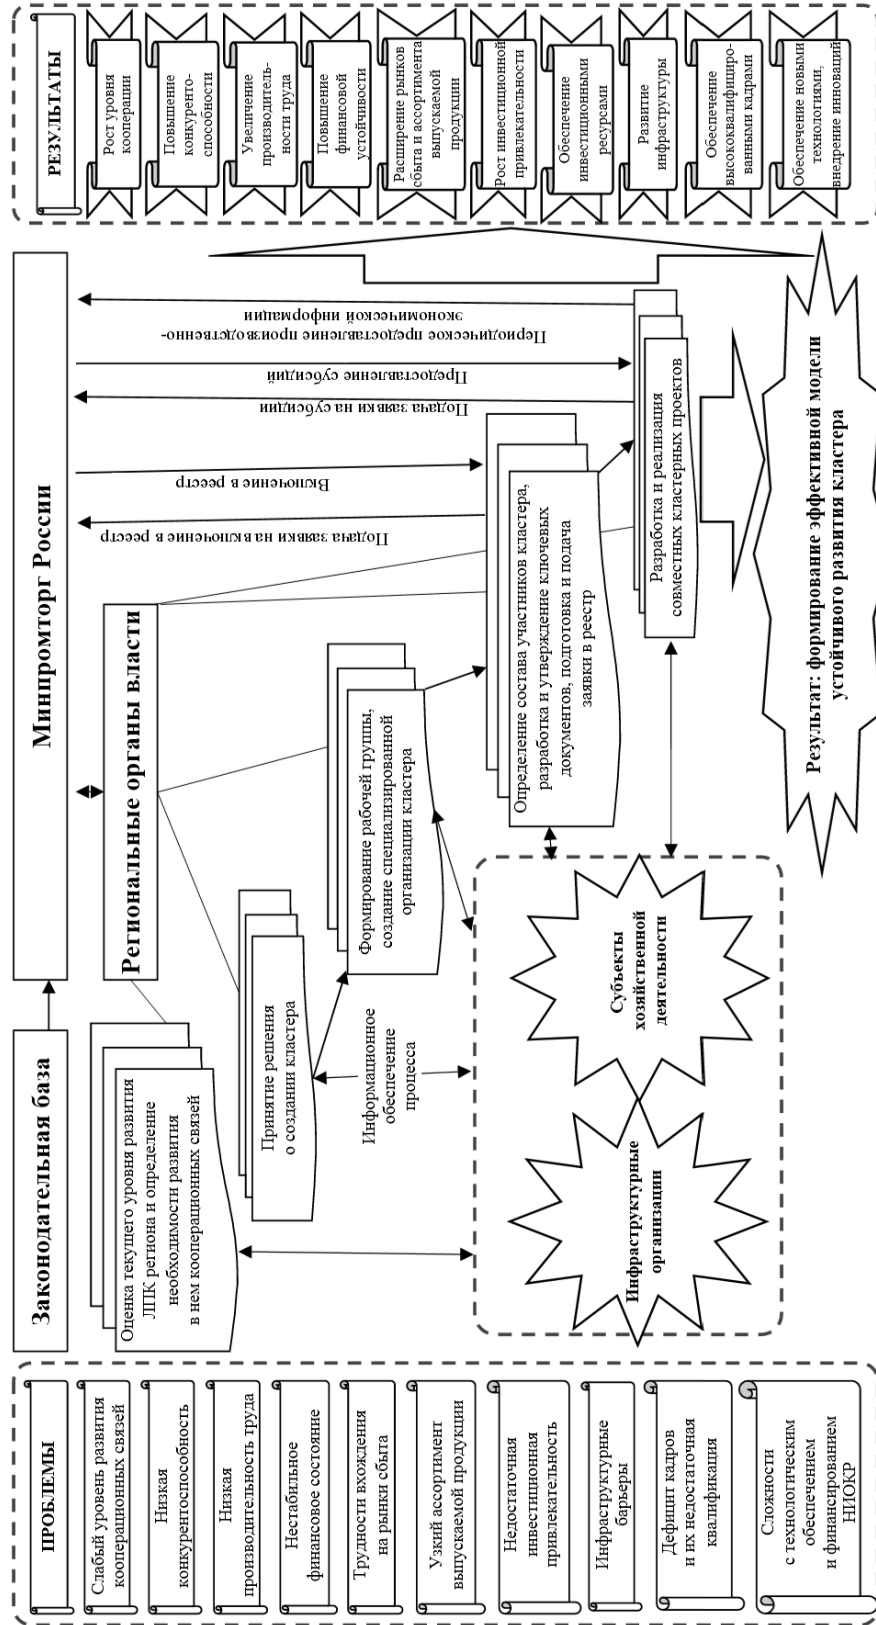 ПРОБЛЕМЫ
Слабый уровень развития
кооперационных связей
Низкая
конкурентоспособность
Низкая
производительность труда
Нестабильное
финансовое состояние
Трудности вхождения
на рынки сбыта
Узкий ассортимент
выпускаемой продукции
Недостаточная
инвестиционная
привлекательность
Инфраструктурные
барьеры
Дефицит кадров
и их недостаточная
квалификация
Сложности
с технологическим
обеспечением
и финансированием
НИОКР
Законодательная база
Минпромторг России
Региональные органы власти
Оценка текущего уровня развития
ЛПК региона и определение
необходимости развития
в нем кооперационных связей
Принятие решения
о создании кластера
Формирование рабочей группы,
создание специализированной
организации кластера
Определение состава участников кластера,
разработка и утверждение ключевых
документов, подготовка и подача
заявки в реестр
Разработка и реализация
совместных кластерных проектов
Подача заявки на включение в реестр
Включение в реестр
Подача заявки на субсидии
Предоставление субсидий
Периодическое предоставление производственно-
экономической информации
Информационное
обеспечение
процесса
Инфраструктурные
организации
Субъекты
хозяйственной
деятельности
Результат: формирование эффективной модели
устойчивого развития кластера
РЕЗУЛЬТАТЫ
Рост уровня
кооперации
Повышение
конкуренто-
способности
Увеличение
производитель-
ности труда
Повышение
финансовой
устойчивости
Расширение рынков
сбыта и ассортимента
выпускаемой
продукции
Рост инвестиционной
привлекательности
Обеспечение
инвестиционными
ресурсами
Развитие
инфраструктуры
Обеспечение
высококвалифициро-
ванными кадрами
Обеспечение новыми
технологиями,
внедрение инноваций